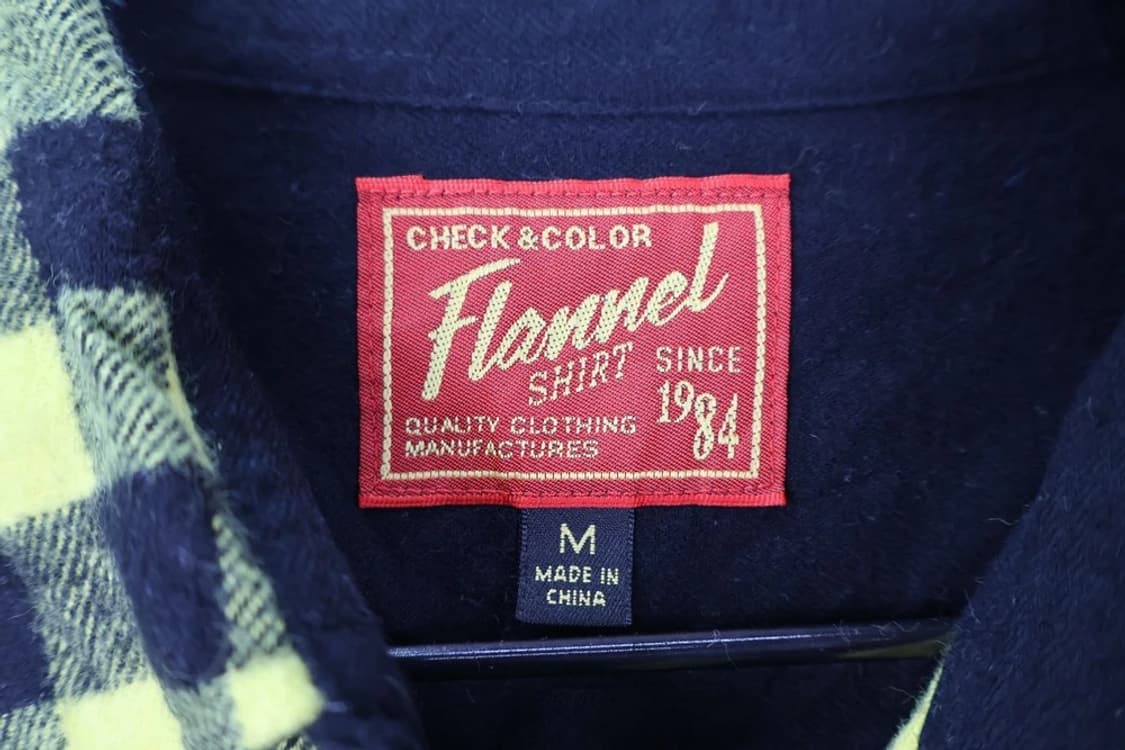 CHECK & COLOR
Flannel
SHIRT
SINCE
1984
QUALITY CLOTHING
MANUFACTURES
M
MADE IN
CHINA